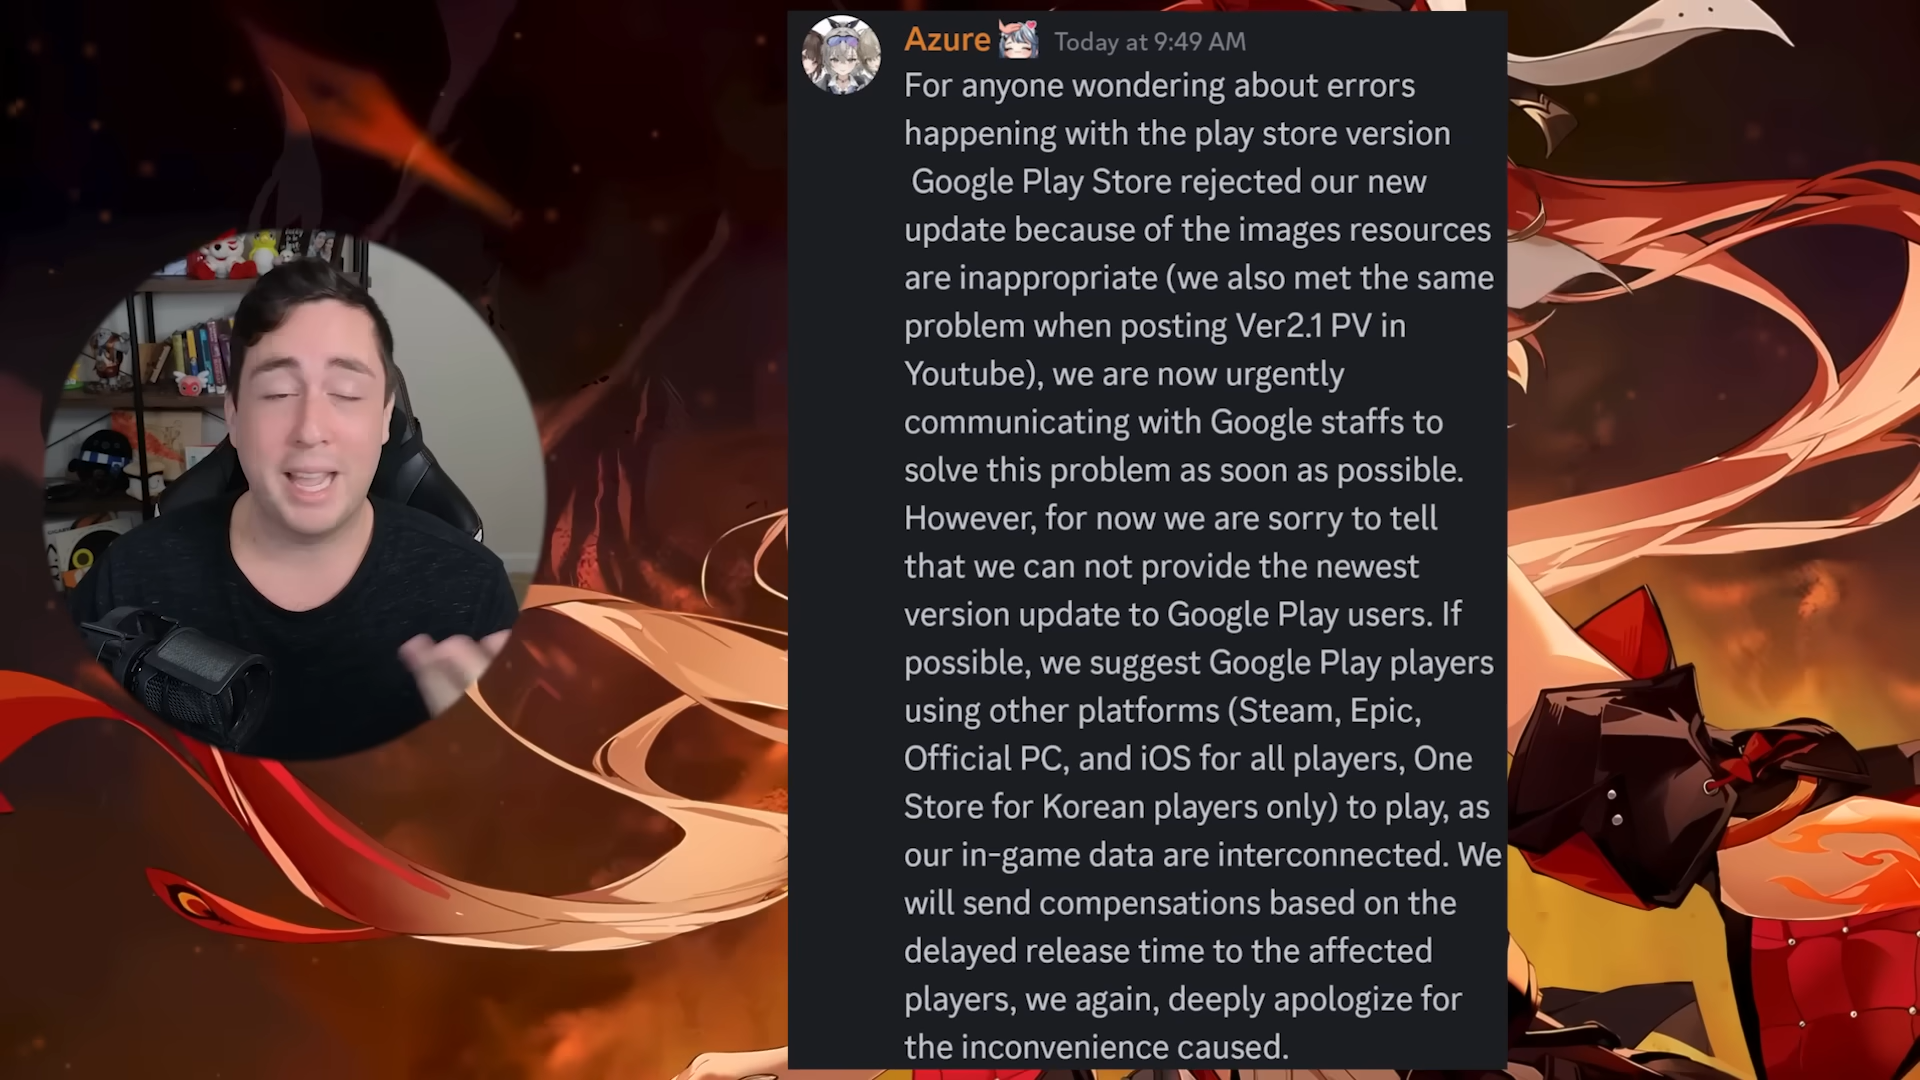 Azure Today at 9:49 AM
For anyone wondering about errors
happening with the play store version
Google Play Store rejected our new
update because of the images resources
are inappropriate (we also met the same
problem when posting Ver2.1 PV in
Youtube), we are now urgently
communicating with Google staffs to
solve this problem as soon as possible.
However, for now we are sorry to tell
that we can not provide the newest
version update to Google Play users. If
possible, we suggest Google Play players
using other platforms (Steam, Epic,
Official PC, and iOS for all players, One
Store for Korean players only) to play, as
our in-game data are interconnected. We
will send compensations based on the
delayed release time to the affected
players, we again, deeply apologize for
the inconvenience caused.